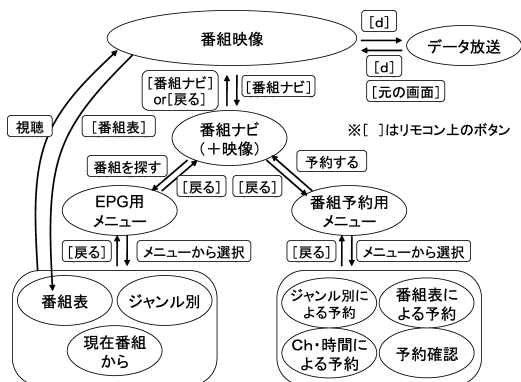 番組映像
[d]
データ放送
[d]
[元の画面]
[番組ナビ]
or[戻る]
[番組ナビ]
視聴
[番組表]
番組ナビ
（＋映像）
※[　]はリモコン上のボタン
番組を探す
予約する
[戻る]
[戻る]
EPG用
メニュー
番組予約用
メニュー
[戻る]
メニューから選択
[戻る]
メニューから選択
番組表
ジャンル別
現在番組
から
ジャンル別に
よる予約
番組表に
よる予約
Ch・時間に
よる予約
予約確認